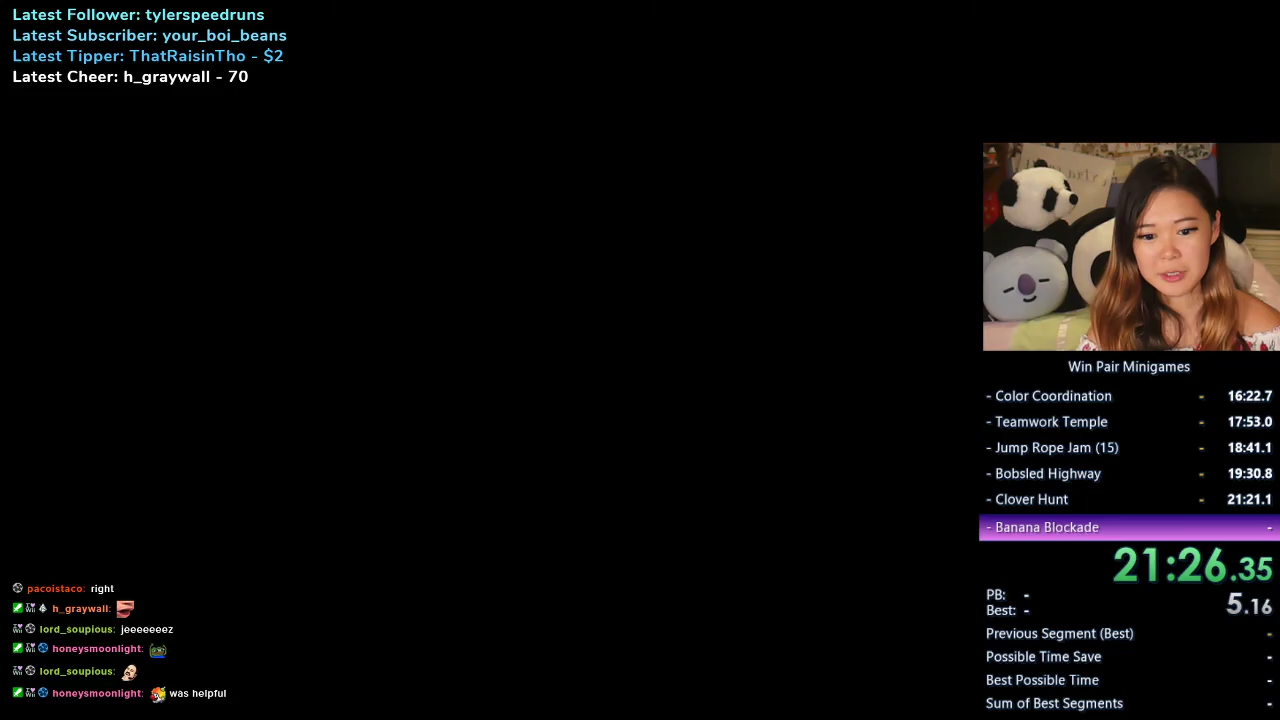 Latest Follower: tylerspeedruns
Latest Subscriber: your_boi_beans
Latest Tipper: ThatRaisinTho - $2
Latest Cheer: h_graywall - 70
Win Pair Minigames
- Color Coordination - 16:22.7
- Teamwork Temple - 17:53.0
- Jump Rope Jam (15) - 18:41.1
- Bobsled Highway - 19:30.8
- Clover Hunt - 21:21.1
- Banana Blockade -
21:26.35
PB: -
Best: -
5.16
Previous Segment (Best) -
Possible Time Save -
Best Possible Time -
Sum of Best Segments -
pacoistaco: right
h_graywall:
lord_soupious: jeeeeeeez
honeysmoonlight:
lord_soupious:
honeysmoonlight: was helpful